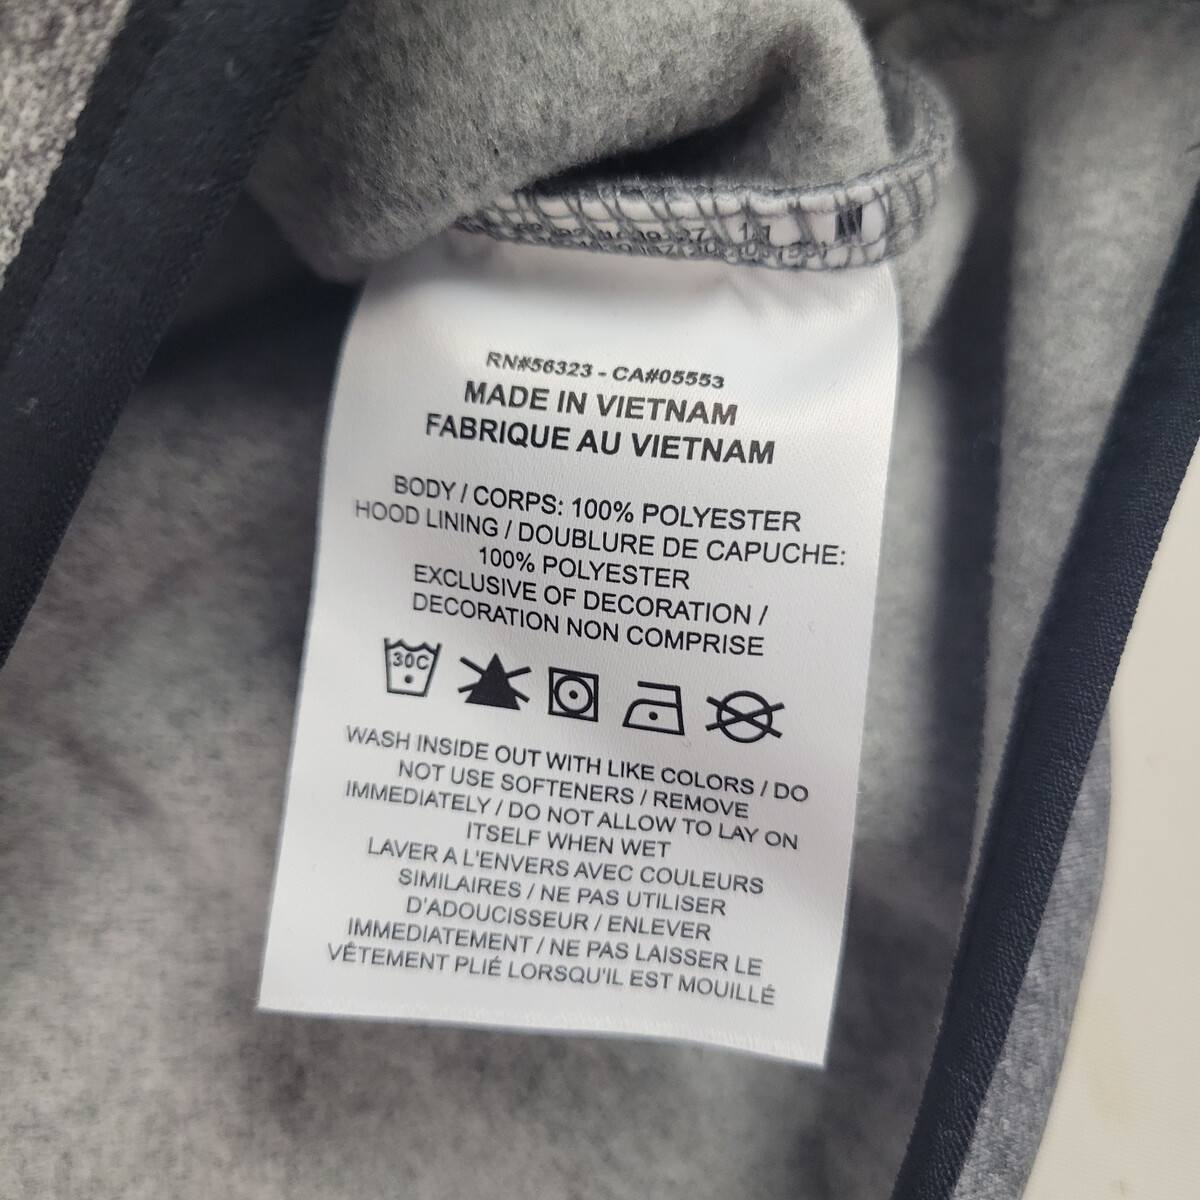 RN#56323 - CA#05553
MADE IN VIETNAM
FABRIQUE AU VIETNAM
BODY / CORPS: 100% POLYESTER
HOOD LINING / DOUBLURE DE CAPUCHE:
100% POLYESTER
EXCLUSIVE OF DECORATION /
DECORATION NON COMPRISE
30C
WASH INSIDE OUT WITH LIKE COLORS / DO
NOT USE SOFTENERS / REMOVE
IMMEDIATELY / DO NOT ALLOW TO LAY ON
ITSELF WHEN WET
LAVER A L'ENVERS AVEC COULEURS
SIMILAIRES / NE PAS UTILISER
D'ADOUCISSEUR / ENLEVER
IMMEDIATEMENT / NE PAS LAISSER LE
VÊTEMENT PLIÉ LORSQU'IL EST MOUILLÉ